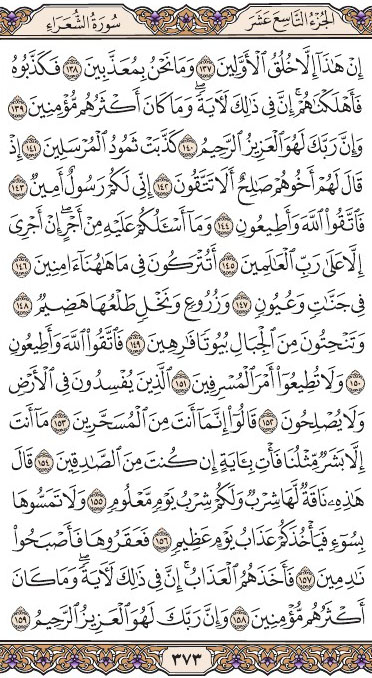 الجزء التاسع عشر سورة الشعراء
إِنْ هَٰذَآ إِلَّا خُلُقُ ٱلْأَوَّلِينَ ١٣٧ وَمَا نَحْنُ بِمُعَذَّبِينَ ١٣٨ فَكَذَّبُوهُ
فَأَهْلَكْنَٰهُمْۚ إِنَّ فِى ذَٰلِكَ لَءَايَةًۖ وَمَا كَانَ أَكْثَرُهُم مُّؤْمِنِينَ ١٣٩
وَإِنَّ رَبَّكَ لَهُوَ ٱلْعَزِيزُ ٱلرَّحِيمُ ١٤٠ كَذَّبَتْ ثَمُودُ ٱلْمُرْسَلِينَ ١٤١ إِذْ
قَالَ لَهُمْ أَخُوهُمْ صَٰلِحٌ أَلَا تَتَّقُونَ ١٤٢ إِنِّى لَكُمْ رَسُولٌ أَمِينٌ ١٤٣
فَٱتَّقُوا۟ ٱللَّهَ وَأَطِيعُونِ ١٤٤ وَمَآ أَسْـَٔلُكُمْ عَلَيْهِ مِنْ أَجْرٍۖ إِنْ أَجْرِىَ
إِلَّا عَلَىٰ رَبِّ ٱلْعَٰلَمِينَ ١٤٥ أَتُتْرَكُونَ فِى مَا هَٰهُنَآ ءَامِنِينَ ١٤٦
فِى جَنَّٰتٍ وَعُيُونٍ ١٤٧ وَزُرُوعٍ وَنَخْلٍ طَلْعُهَا هَضِيمٌ ١٤٨
وَتَنْحِتُونَ مِنَ ٱلْجِبَالِ بُيُوتًا فَٰرِهِينَ ١٤٩ فَٱتَّقُوا۟ ٱللَّهَ وَأَطِيعُونِ
١٥٠ وَلَا تُطِيعُوٓا۟ أَمْرَ ٱلْمُسْرِفِينَ ١٥١ ٱلَّذِينَ يُفْسِدُونَ فِى ٱلْأَرْضِ
وَلَا يُصْلِحُونَ ١٥٢ قَالُوٓا۟ إِنَّمَآ أَنتَ مِنَ ٱلْمُسَحَّرِينَ ١٥٣ مَآ أَنتَ
إِلَّا بَشَرٌ مِّثْلُنَا فَأْتِ بِـَٔايَةٍ إِن كُنتَ مِنَ ٱلصَّٰدِقِينَ ١٥٤ قَالَ
هَٰذِهِۦ نَاقَةٌ لَّهَا شِرْبٌ وَلَكُمْ شِرْبُ يَوْمٍ مَّعْلُومٍ ١٥٥ وَلَا تَمَسُّوهَا
بِسُوٓءٍ فَيَأْخُذَكُمْ عَذَابُ يَوْمٍ عَظِيمٍ ١٥٦ فَعَقَرُوهَا فَأَصْبَحُوا۟
نَٰدِمِينَ ١٥٧ فَأَخَذَهُمُ ٱلْعَذَابُۚ إِنَّ فِى ذَٰلِكَ لَءَايَةًۖ وَمَا كَانَ
أَكْثَرُهُم مُّؤْمِنِينَ ١٥٨ وَإِنَّ رَبَّكَ لَهُوَ ٱلْعَزِيزُ ٱلرَّحِيمُ ١٥٩
٣٧٣